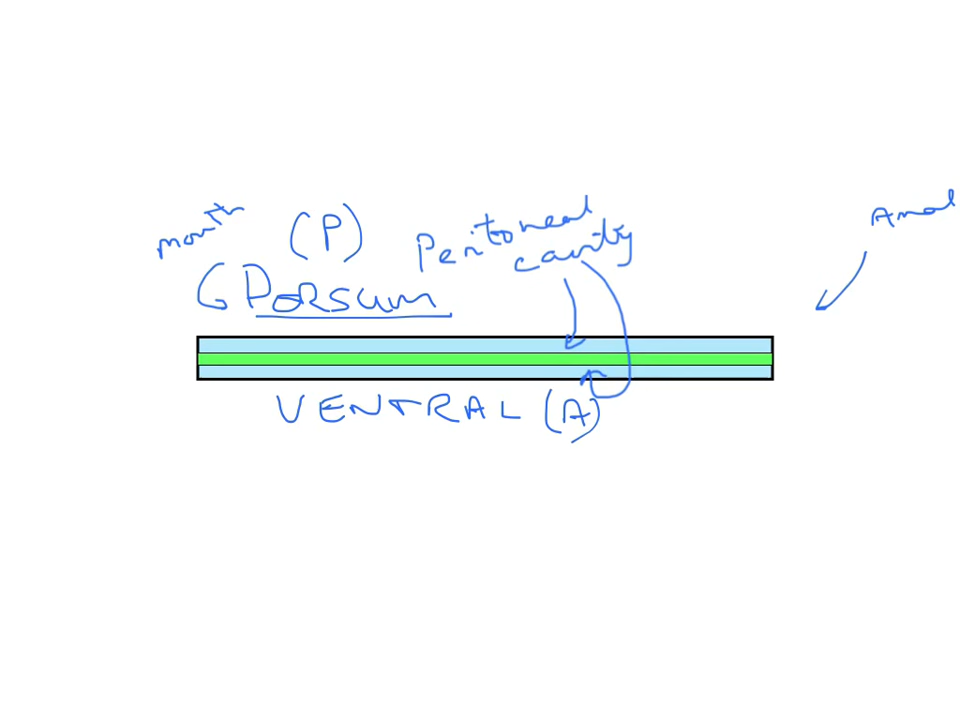 mouth
(P)
Peritoneal
cavity
Anal
DORSUM
VENTRAL (A)